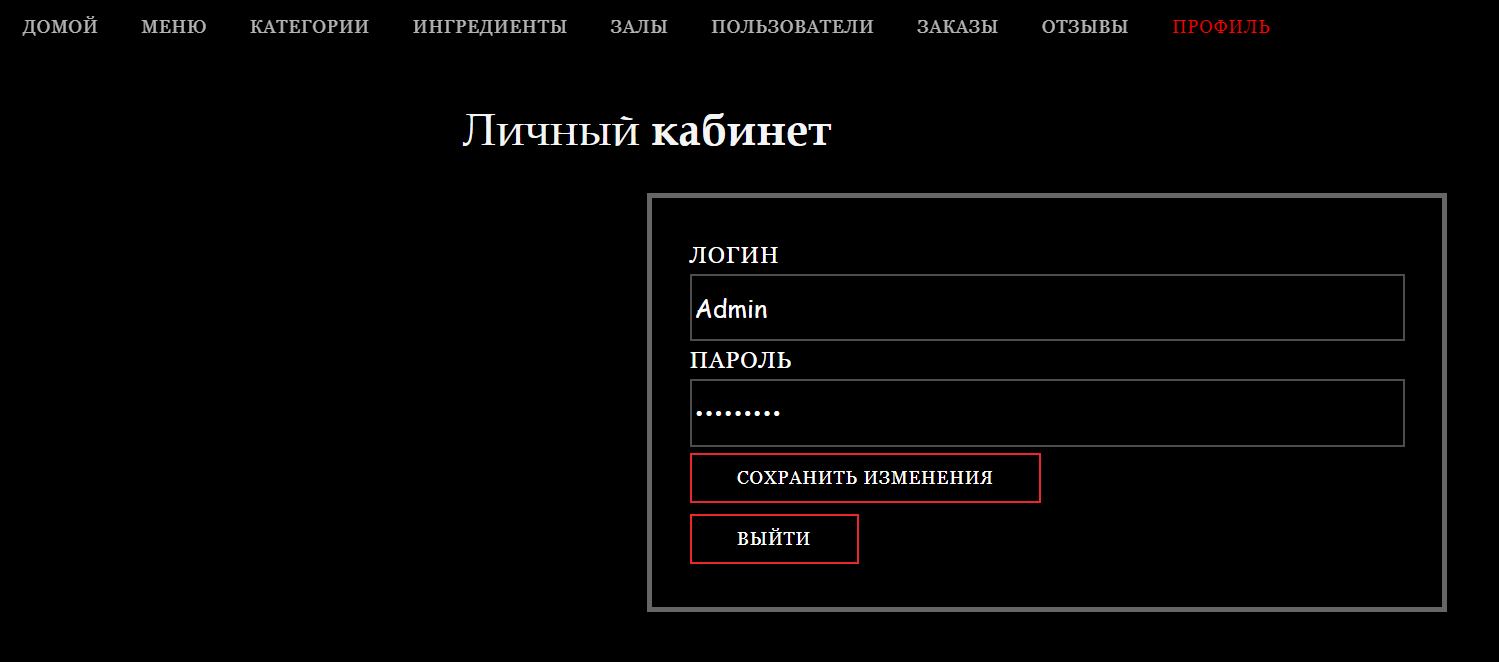 ДОМОЙ МЕНЮ КАТЕГОРИИ ИНГРЕДИЕНТЫ ЗАЛЫ ПОЛЬЗОВАТЕЛИ ЗАКАЗЫ ОТЗЫВЫ ПРОФИЛЬ
Личный кабинет
ЛОГИН
Admin
ПАРОЛЬ
•••••••••
СОХРАНИТЬ ИЗМЕНЕНИЯ
ВЫЙТИ